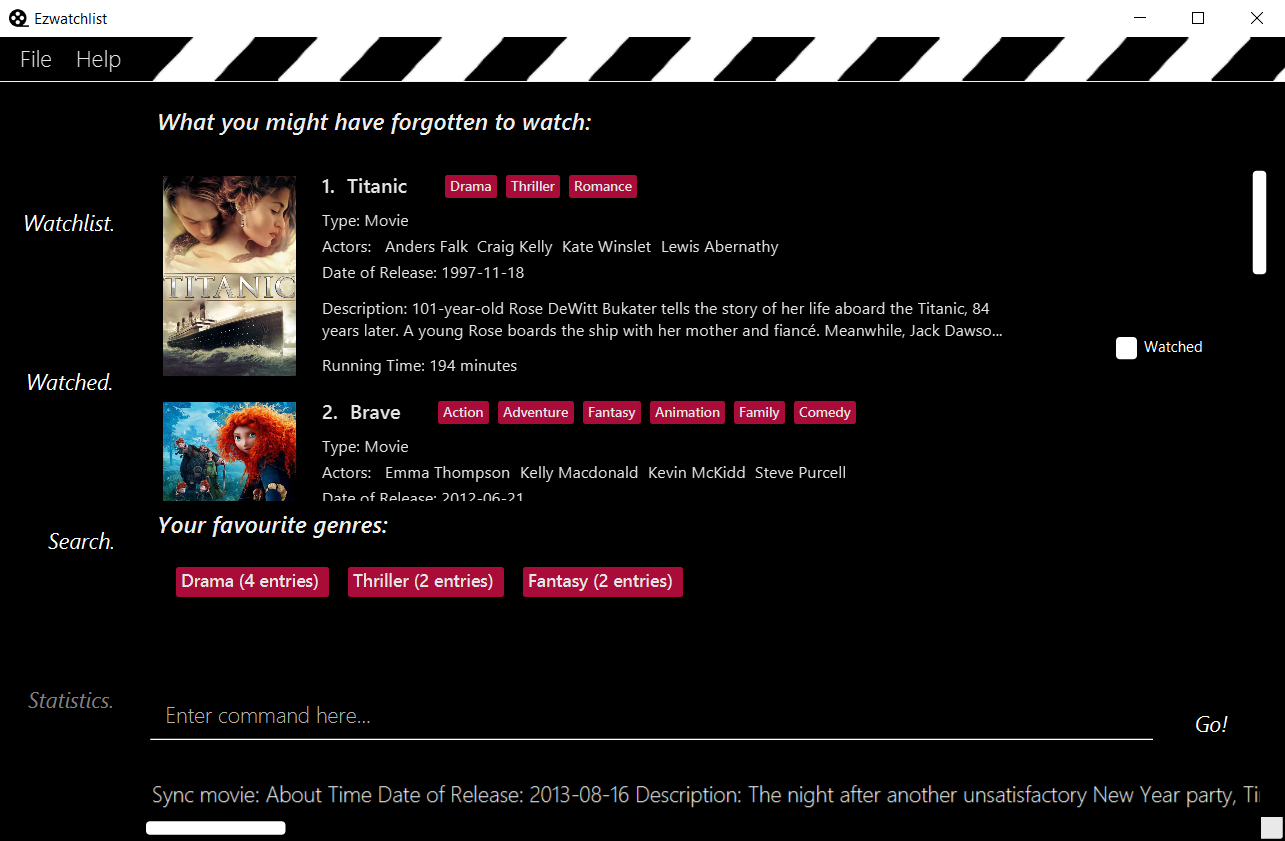 Ezwatchlist
File Help
What you might have forgotten to watch:
Watchlist.
Watched.
Search.
Statistics.
TITANIC
1. Titanic Drama Thriller Romance
Type: Movie
Actors: Anders Falk Craig Kelly Kate Winslet Lewis Abernathy
Date of Release: 1997-11-18
Description: 101-year-old Rose DeWitt Bukater tells the story of her life aboard the Titanic, 84
years later. A young Rose boards the ship with her mother and fiancé. Meanwhile, Jack Dawso...
Running Time: 194 minutes
Watched
2. Brave Action Adventure Fantasy Animation Family Comedy
Type: Movie
Actors: Emma Thompson Kelly Macdonald Kevin McKidd Steve Purcell
Date of Release: 2012-06-21
Your favourite genres:
Drama (4 entries) Thriller (2 entries) Fantasy (2 entries)
Enter command here...
Go!
Sync movie: About Time Date of Release: 2013-08-16 Description: The night after another unsatisfactory New Year party,